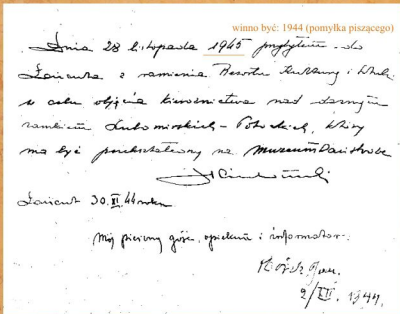 winno być: 1944 (pomyłka piszącego)
Dnia 28 listopada 1945 przybyłem do
Łańcuta z ramienia Resortu Kultury i Sztuki
w celu objęcia kierownictwa nad dawnym
zamkiem Lubomirskich - Potockich, który
ma być przekształcony na muzeum Państwowe
Łańcut 30.XI.44 roku
Mój pierwszy gość, opiekun i informator.
2/XII. 1944.